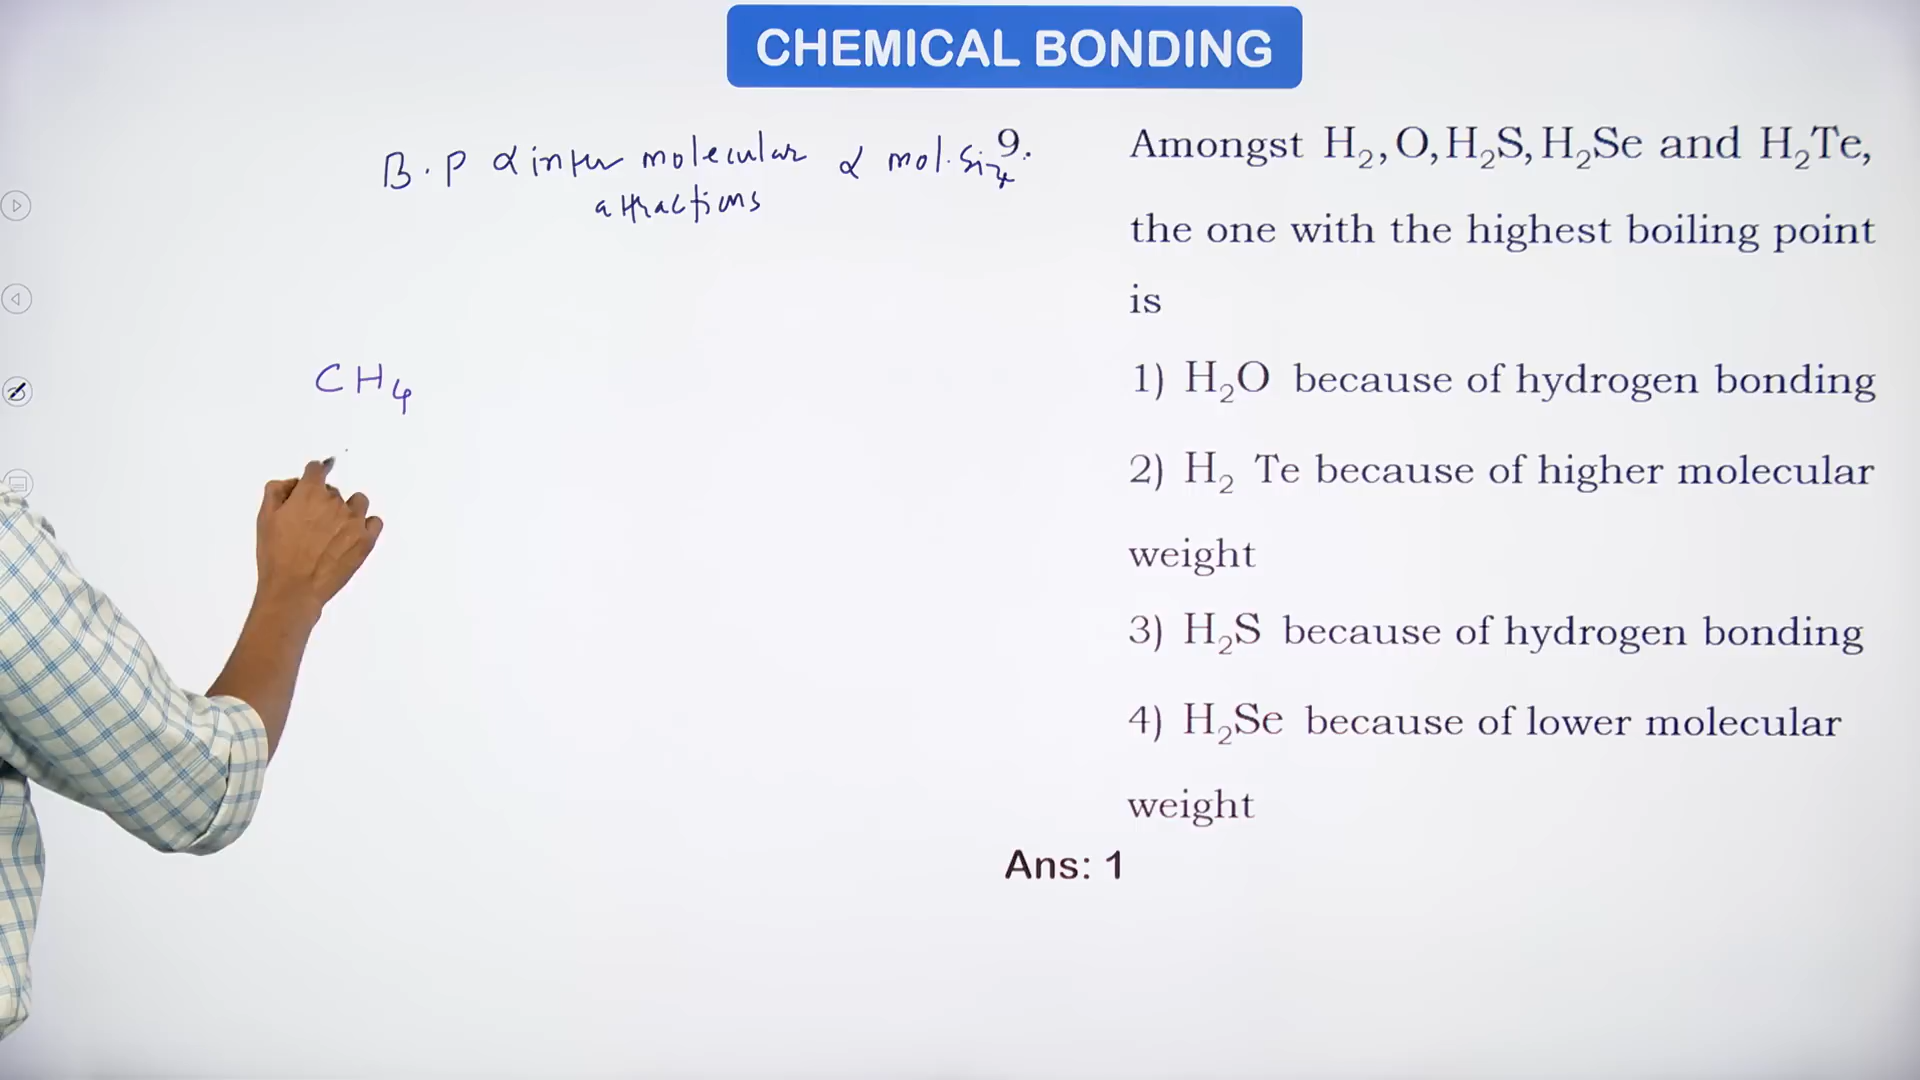 CHEMICAL BONDING
B.P α inter molecular α mol.size
attractions
CH₄
9. Amongst H₂,O,H₂S,H₂Se and H₂Te,
the one with the highest boiling point
is
1) H₂O because of hydrogen bonding
2) H₂ Te because of higher molecular
weight
3) H₂S because of hydrogen bonding
4) H₂Se because of lower molecular
weight
Ans: 1